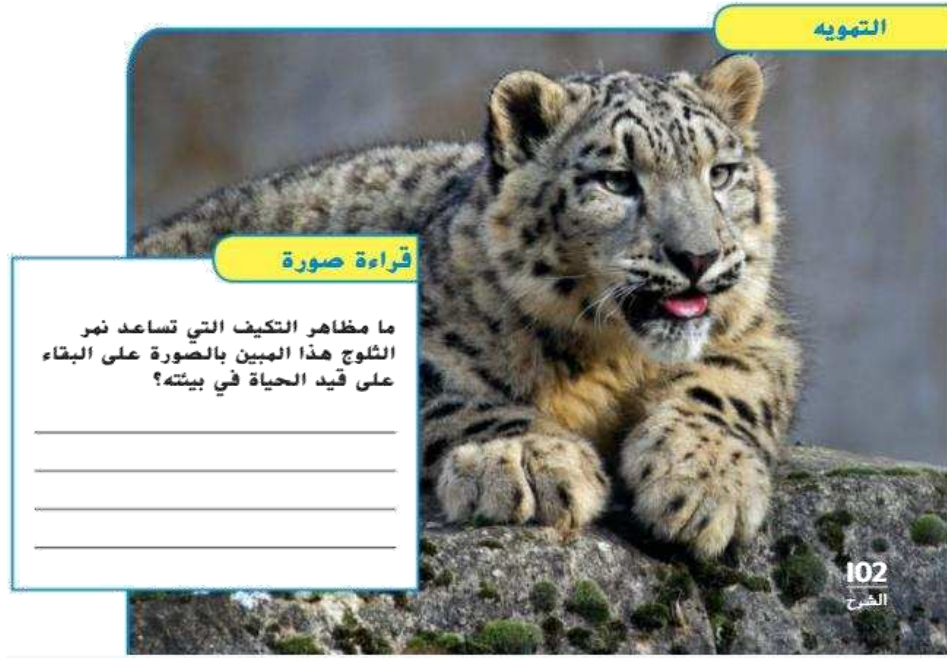 التمويه
قراءة صورة
ما مظاهر التكيف التي تساعد نمر
الثلوج هذا المبين بالصورة على البقاء
على قيد الحياة في بيئته؟
102
الشرح